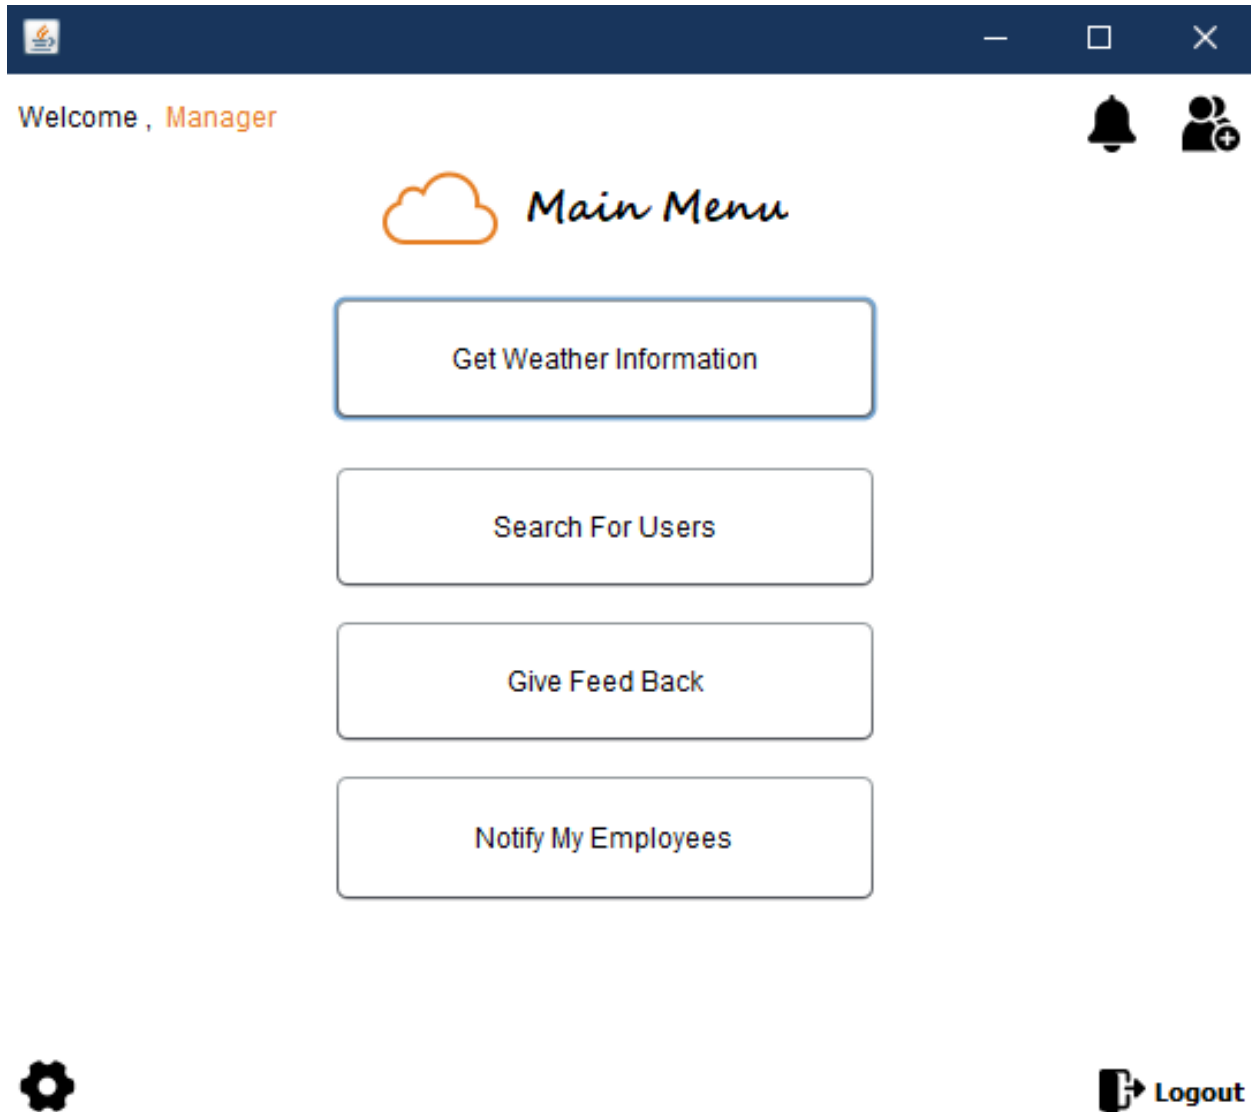 Welcome , Manager
Main Menu
Get Weather Information
Search For Users
Give Feed Back
Notify My Employees
Logout